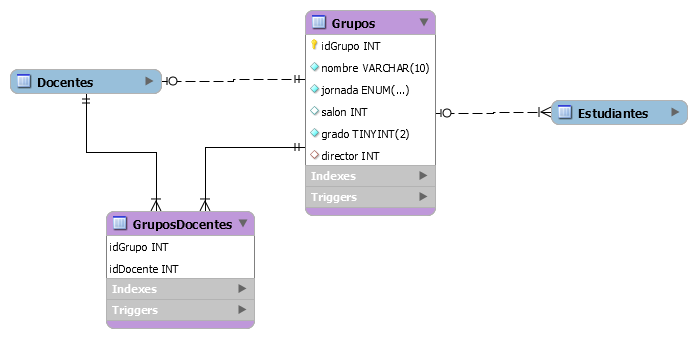 Grupos
idGrupo INT
nombre VARCHAR(10)
jornada ENUM(...)
salon INT
grado TINYINT(2)
director INT
Indexes
Triggers
Docentes
Estudiantes
GruposDocentes
idGrupo INT
idDocente INT
Indexes
Triggers